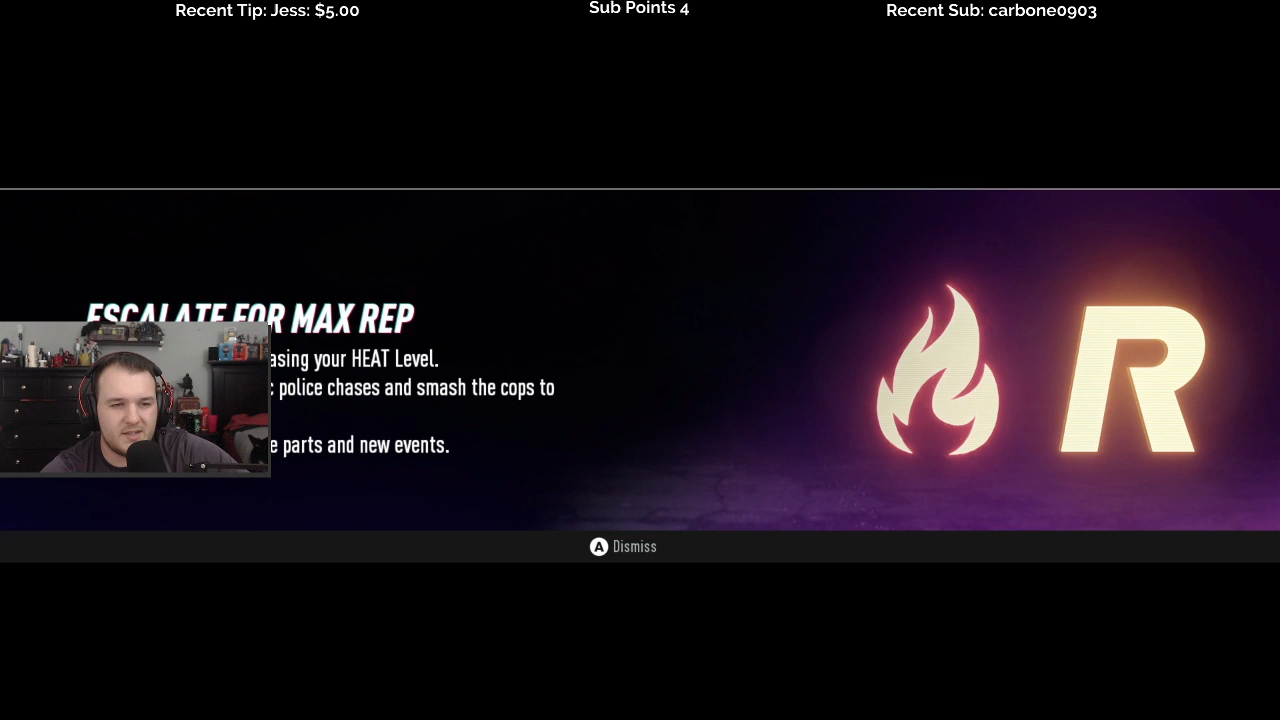 Recent Tip: Jess: $5.00
Sub Points 4
Recent Sub: carbone0903
ESCALATE FOR MAX REP
your HEAT Level.
police chases and smash the cops to
parts and new events.
R
A Dismiss